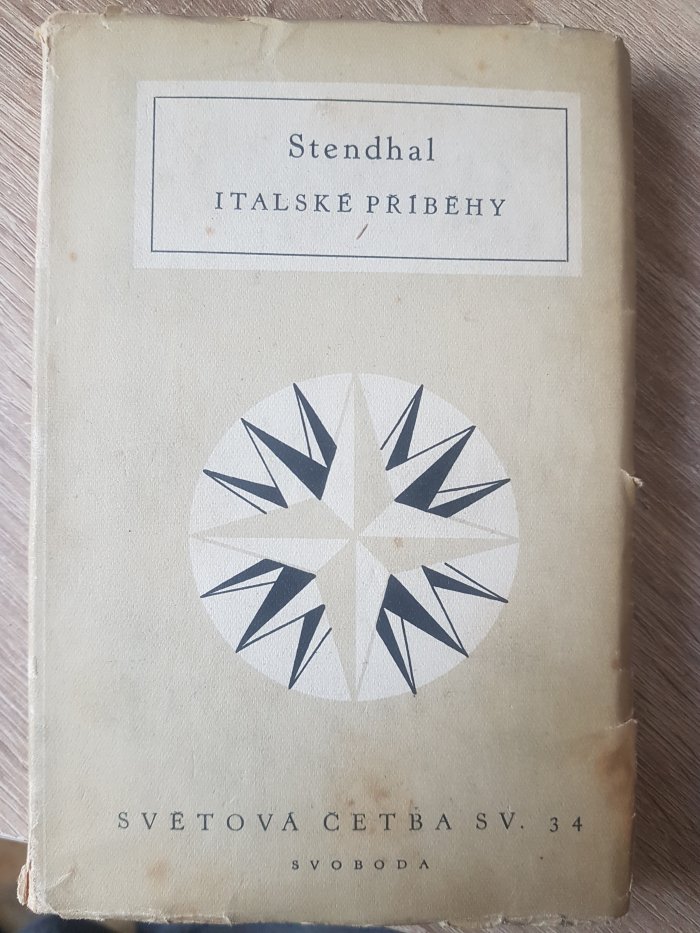 Stendhal
ITALSKÉ PŘÍBĚHY
SVĚTOVÁ ČETBA SV. 34
SVOBODA